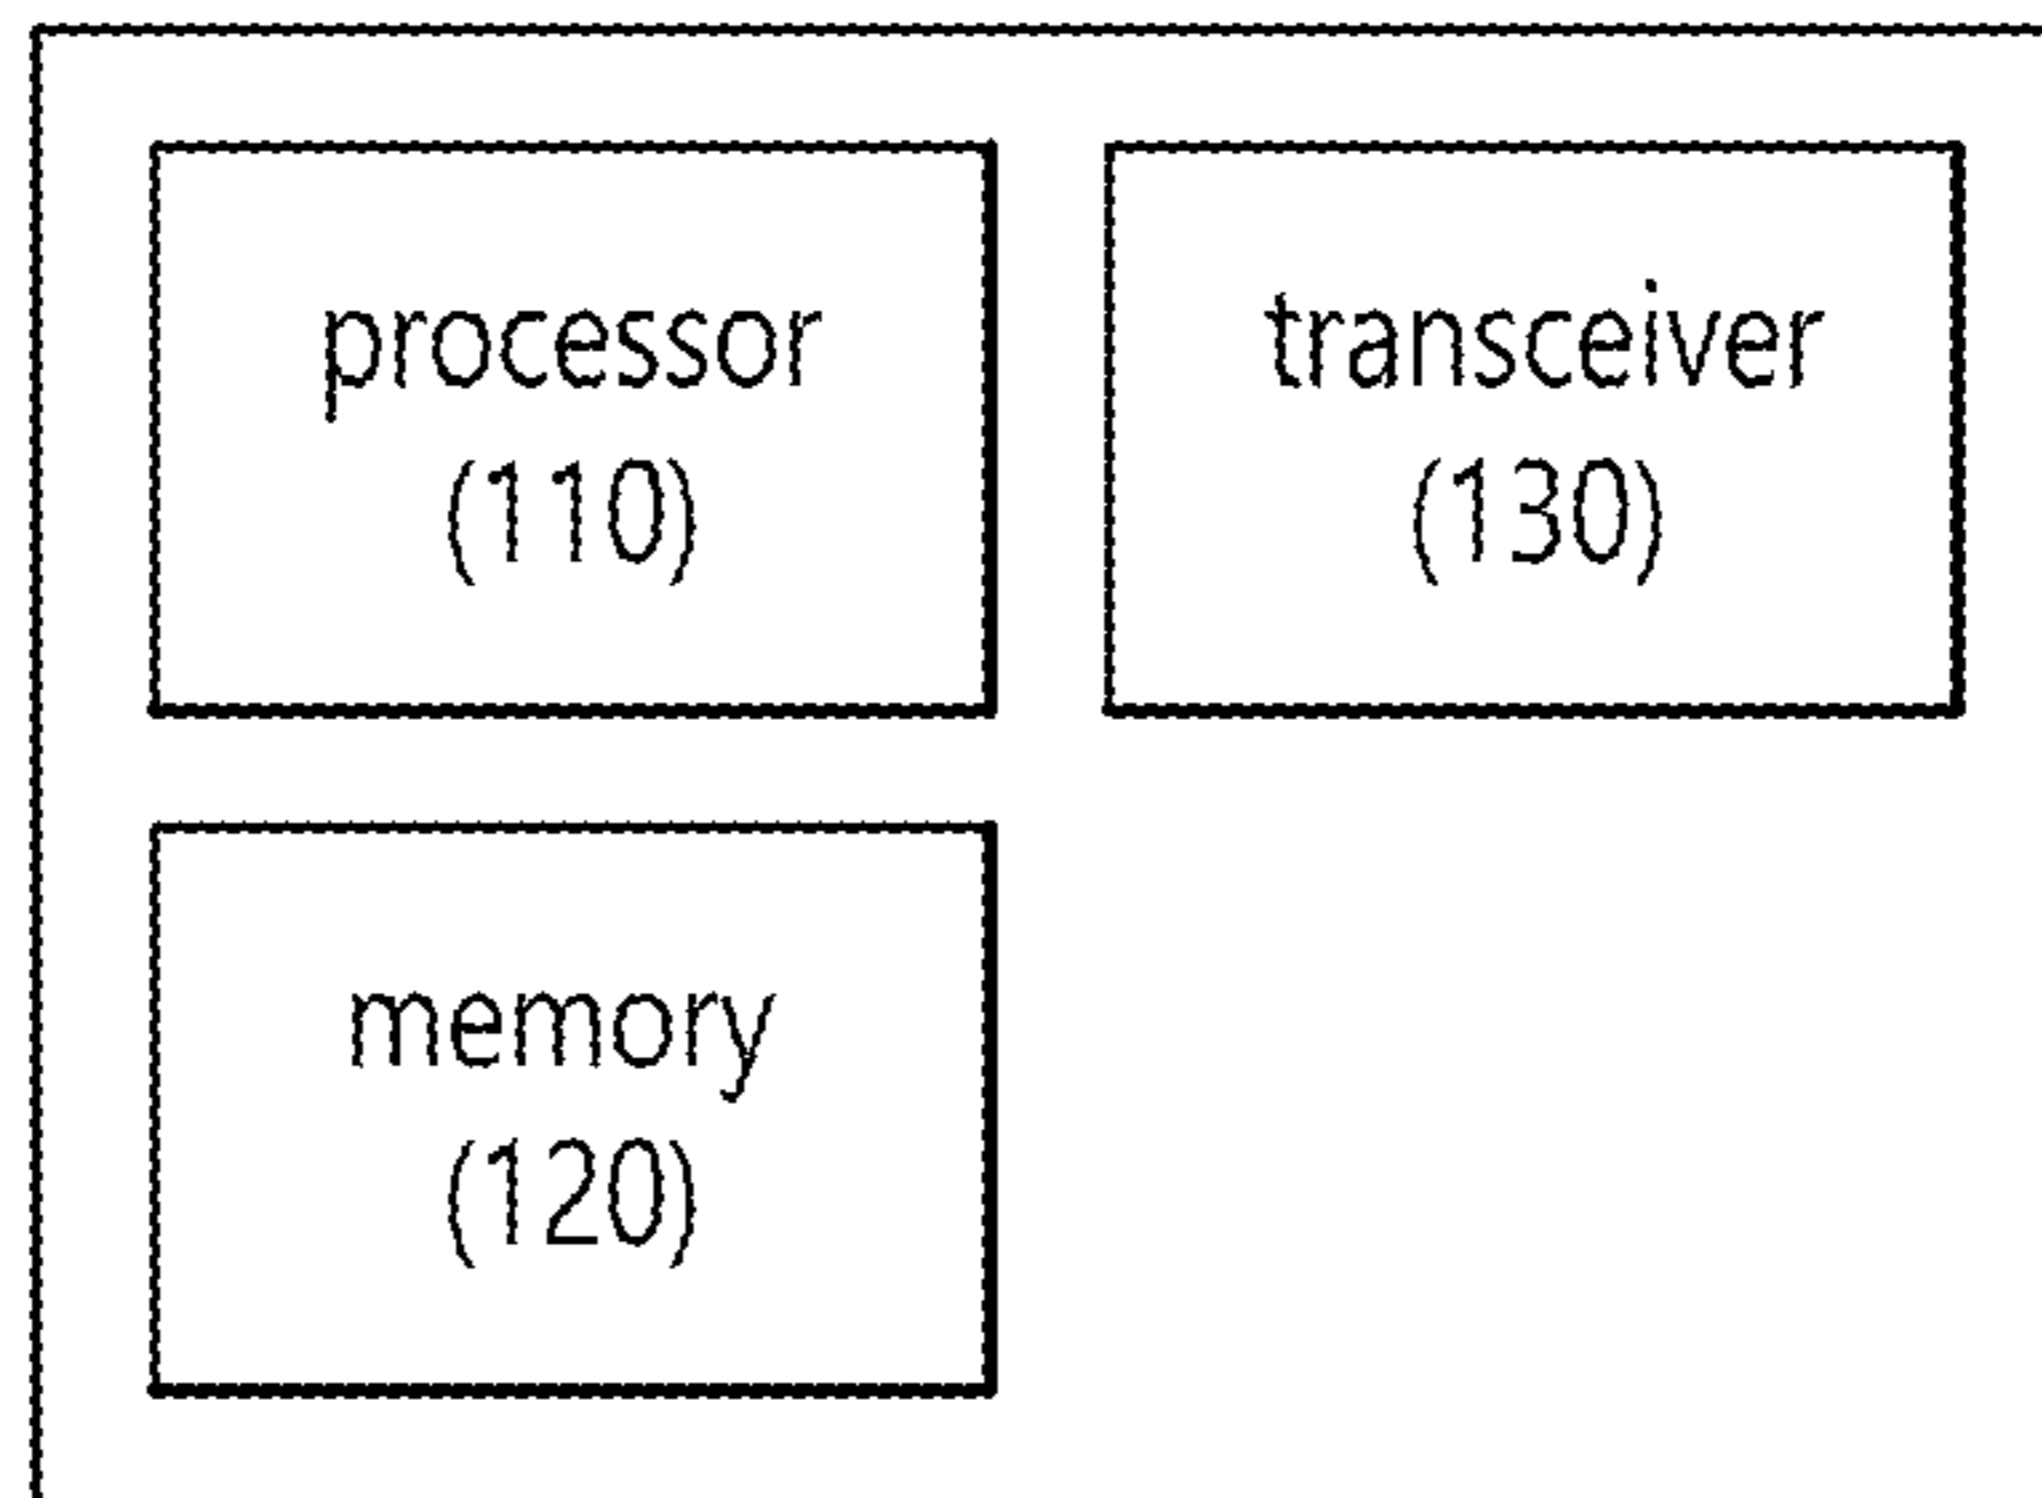 processor
(110)
transceiver
(130)
memory
(120)